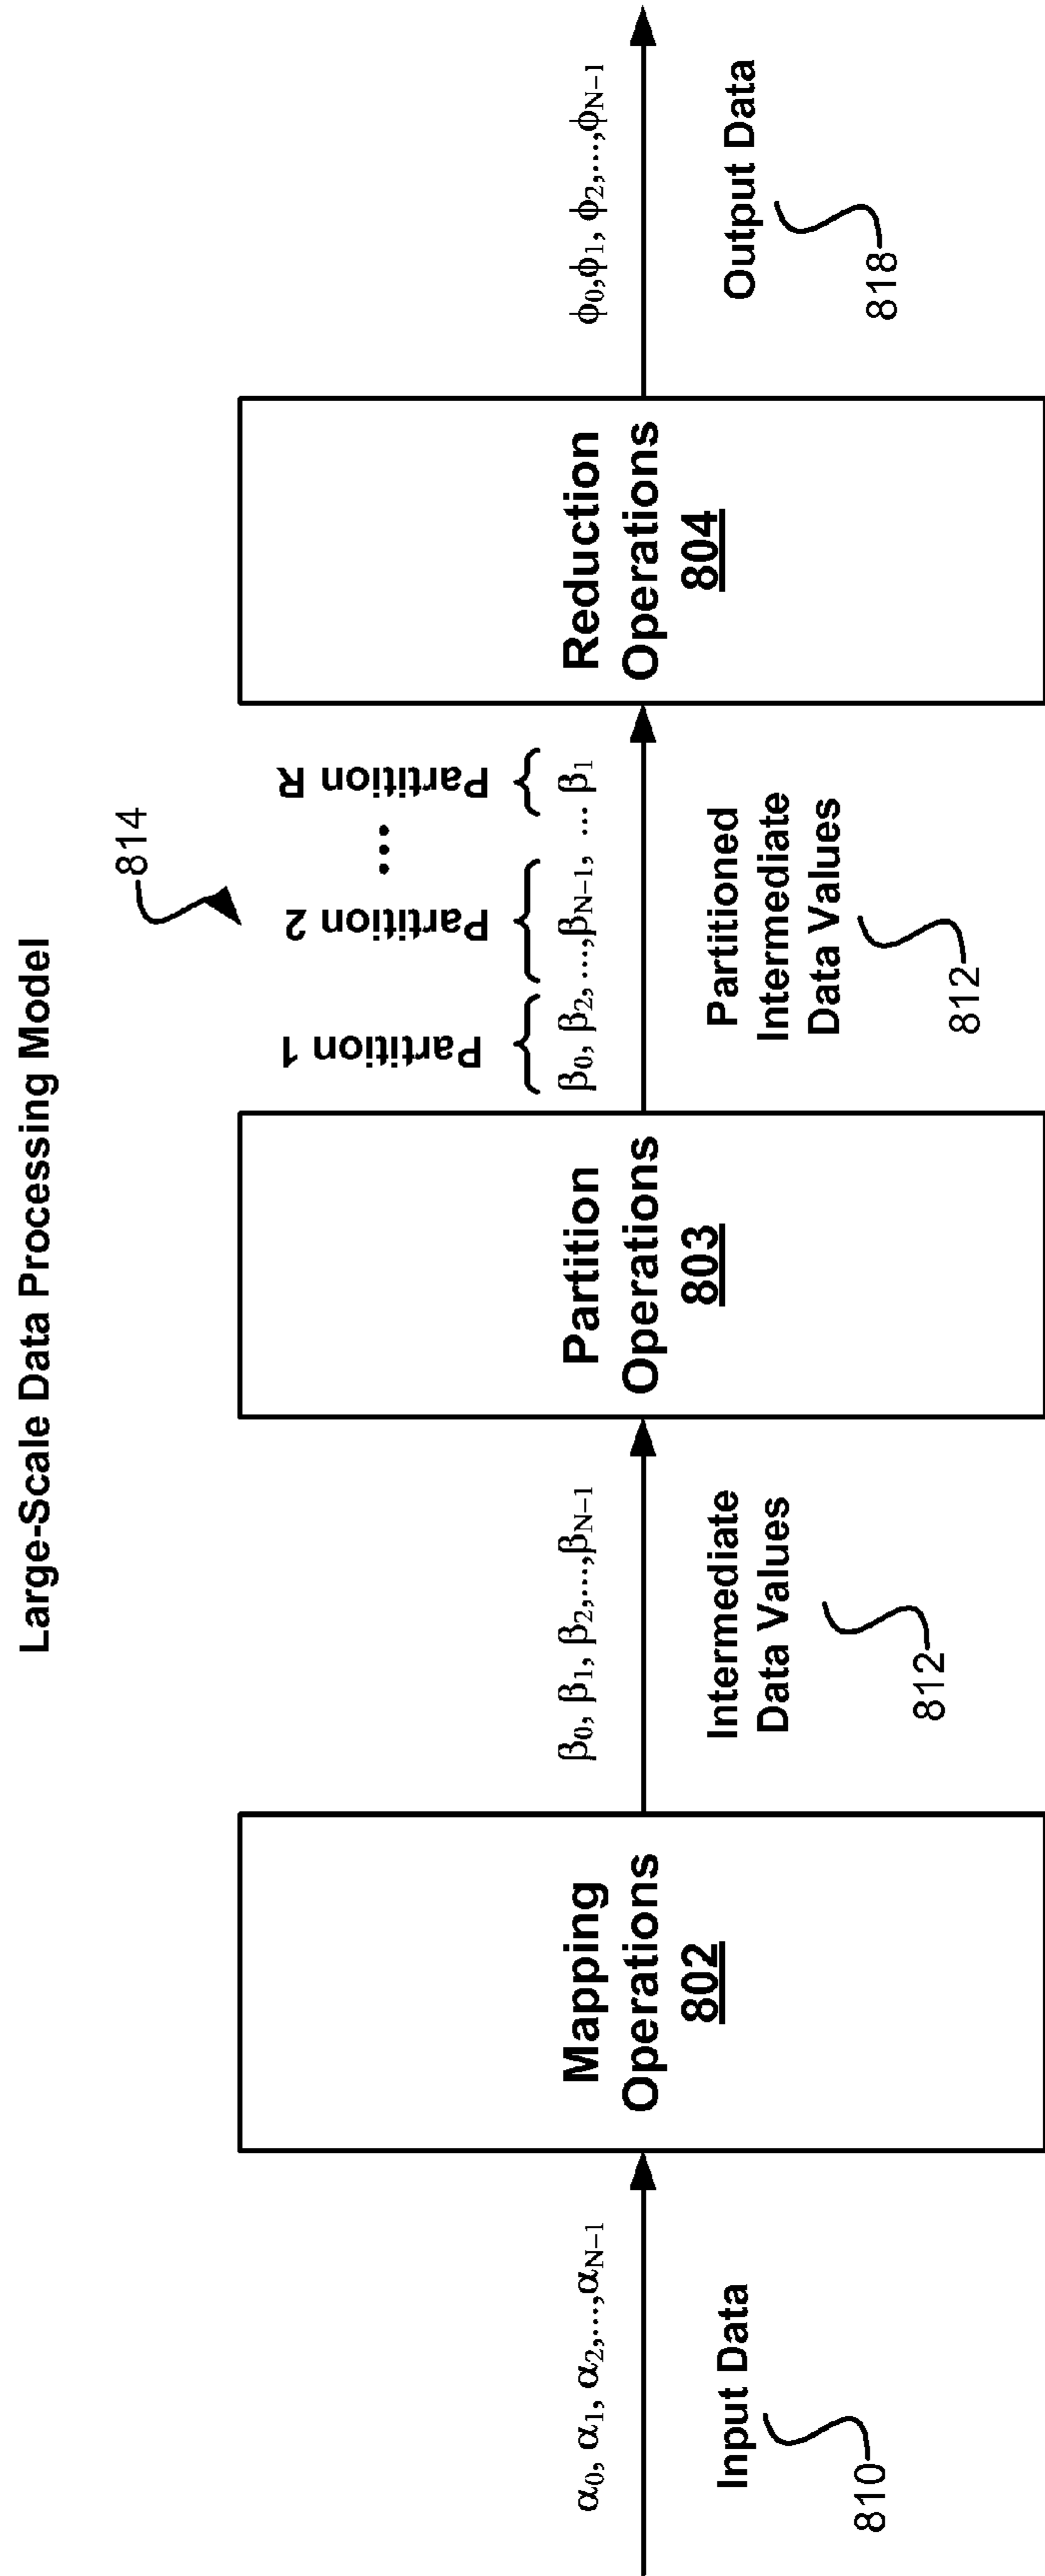 Large-Scale Data Processing Model
814
Partition 1
Partition 2
...
Partition R
α0, α1, α2,...,αN−1
β0, β1, β2,...,βN−1
β0, β2, ...,βN-1, ... β1
ϕ0,ϕ1, ϕ2,...,ϕN−1
Mapping
Operations
802
Partition
Operations
803
Reduction
Operations
804
Input Data
810
Intermediate
Data Values
812
Partitioned
Intermediate
Data Values
812
Output Data
818